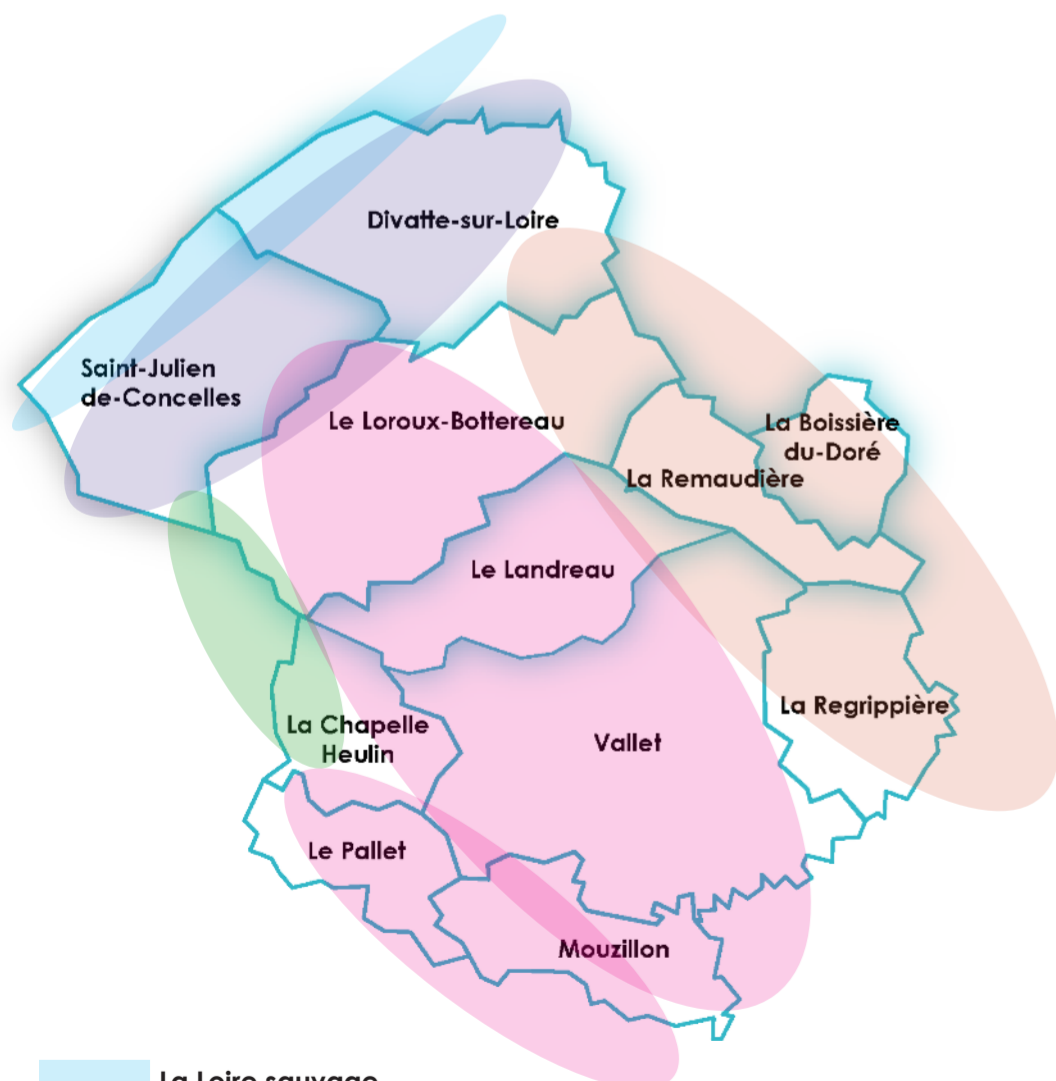 Divatte-sur-Loire
Saint-Julien
de-Concelles
Le Loroux-Bottereau
La Boissière
du-Doré
La Remaudière
Le Landreau
La Regrippière
La Chapelle
Heulin
Vallet
Le Pallet
Mouzillon
La Loire sauvage